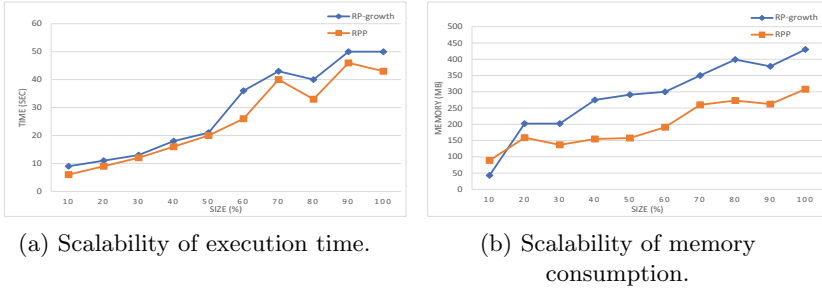 RP-growth
RPP
60
50
40
30
20
10
0
TIME (SEC)
10 20 30 40 50 60 70 80 90 100
SIZE (%)
(a) Scalability of execution time.
RP-growth
RPP
500
450
400
350
300
250
200
150
100
50
0
MEMORY (MB)
10 20 30 40 50 60 70 80 90 100
SIZE (%)
(b) Scalability of memory
consumption.